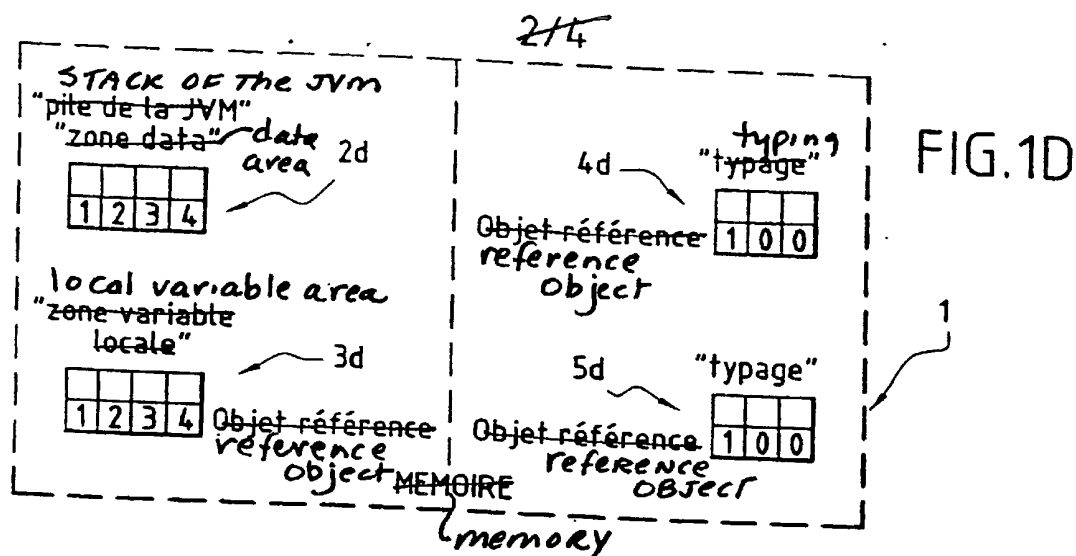 2/4
STACK OF The JVM
"pile de la JVM"
"zone data" data
area
2d
1 2 3 4
local variable area
"zone variable
locale"
3d
1 2 3 4
Objet référence
réference
object
MEMOIRE
memory
typing
"typage"
4d
1 0 0
Objet référence
reference
Object
5d
"typage"
1 0 0
Objet référence
refeRENCE
OBJECT
1
FIG.1D